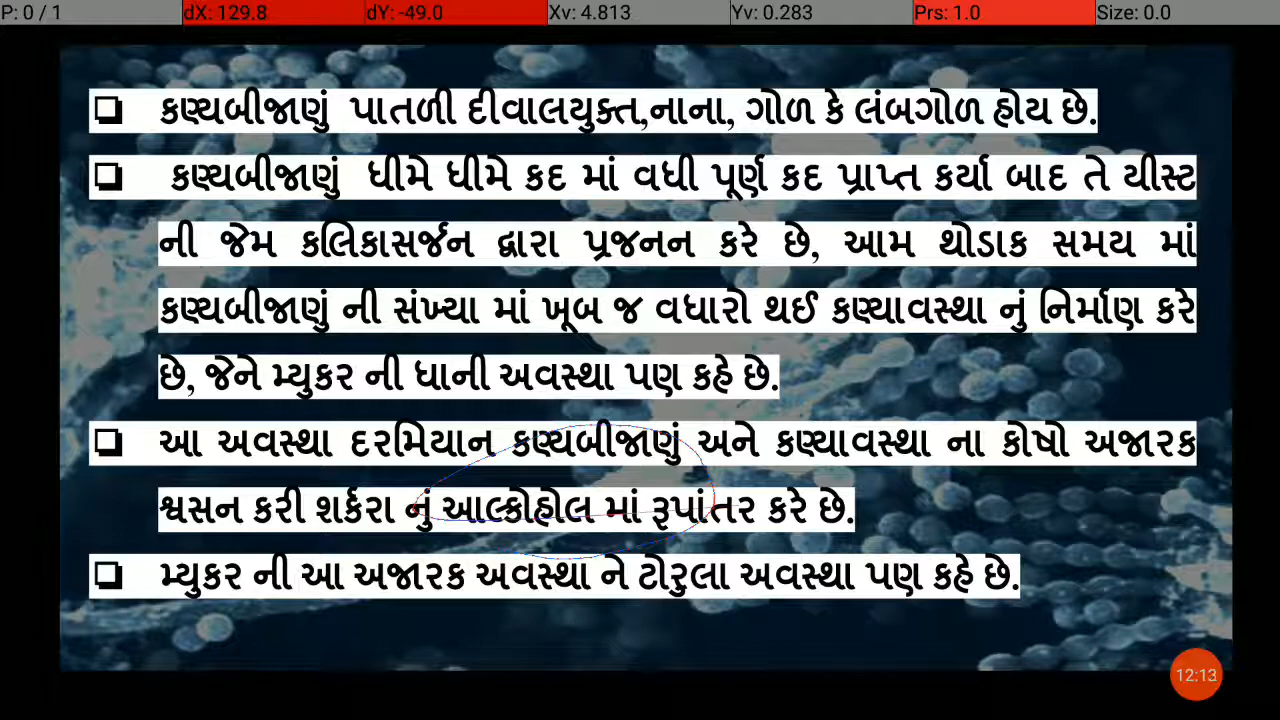 P: 0 / 1 dX: 129.8 dY: -49.0 Xv: 4.813 Yv: 0.283 Prs: 1.0 Size: 0.0
❑ કણ્યબીજાણું પાતળી દીવાલયુક્ત,નાના, ગોળ કે લંબગોળ હોય છે.
❑ કણ્યબીજાણું ધીમે ધીમે કદ માં વધી પૂર્ણ કદ પ્રાપ્ત કર્યા બાદ તે યીસ્ટ
ની જેમ કલિકાસર્જન દ્વારા પ્રજનન કરે છે, આમ થોડાક સમય માં
કણ્યબીજાણું ની સંખ્યા માં ખૂબ જ વધારો થઈ કણ્યાવસ્થા નું નિર્માણ કરે
છે, જેને મ્યુકર ની ધાની અવસ્થા પણ કહે છે.
❑ આ અવસ્થા દરમિયાન કણ્યબીજાણું અને કણ્યાવસ્થા ના કોષો અજારક
શ્વસન કરી શર્કરા નું આલ્કોહોલ માં રૂપાંતર કરે છે.
❑ મ્યુકર ની આ અજારક અવસ્થા ને ટોરુલા અવસ્થા પણ કહે છે.
12:13